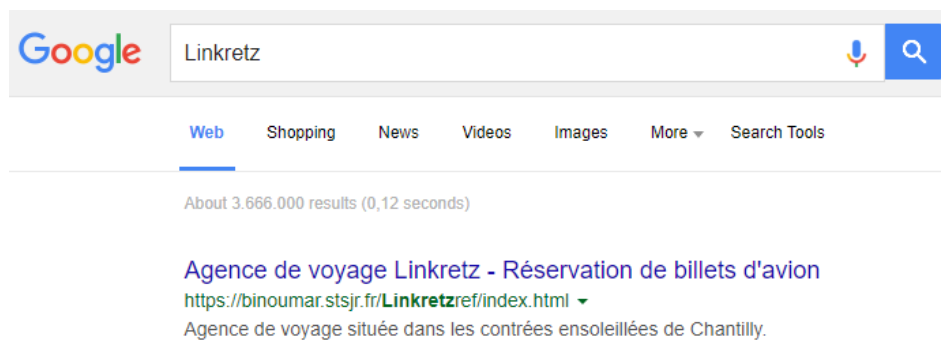 Google Linkretz
Web Shopping News Videos Images More Search Tools
About 3.666.000 results (0,12 seconds)
Agence de voyage Linkretz - Réservation de billets d'avion
https://binoumar.stsjr.fr/Linkretzref/index.html
Agence de voyage située dans les contrées ensoleillées de Chantilly.